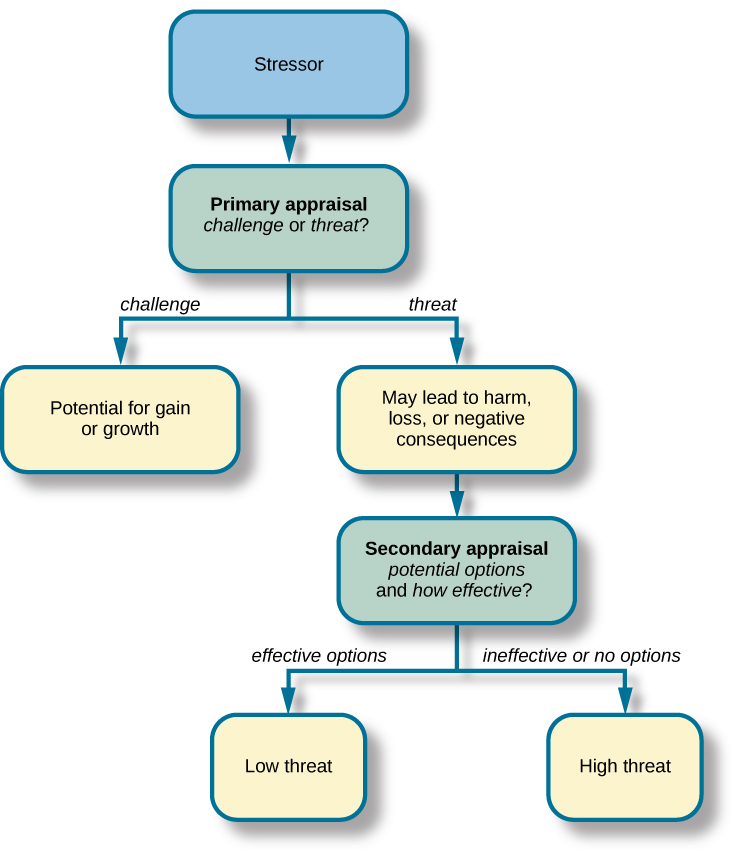 Stressor
Primary appraisal
challenge or threat?
challenge
threat
Potential for gain
or growth
May lead to harm,
loss, or negative
consequences
Secondary appraisal
potential options
and how effective?
effective options
ineffective or no options
Low threat
High threat